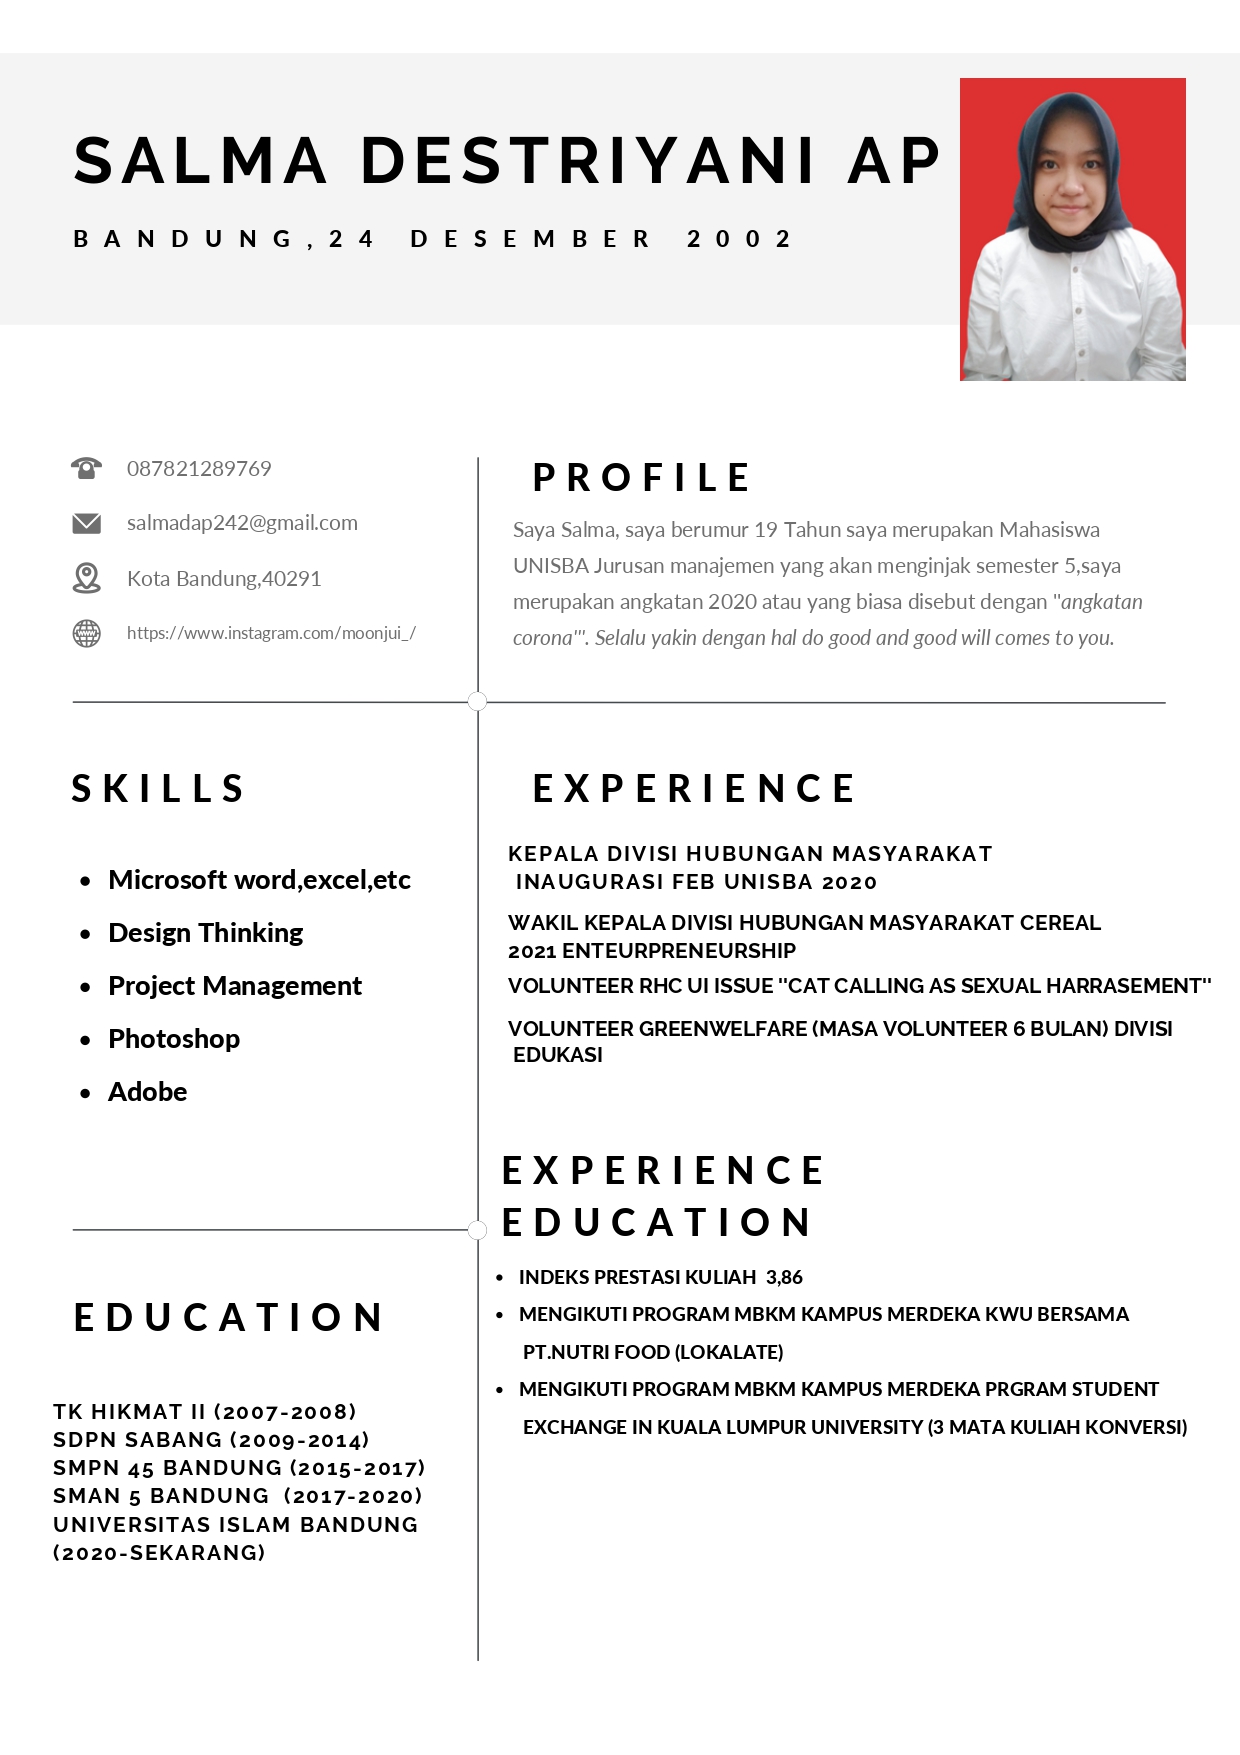 SALMA DESTRIYANI AP
BANDUNG,24 DESEMBER 2002
087821289769
salmadap242@gmail.com
Kota Bandung,40291
www
https://www.instagram.com/moonjui_/
PROFILE
Saya Salma, saya berumur 19 Tahun saya merupakan Mahasiswa
UNISBA Jurusan manajemen yang akan menginjak semester 5,saya
merupakan angkatan 2020 atau yang biasa disebut dengan "angkatan
corona'". Selalu yakin dengan hal do good and good will comes to you.
SKILLS
• Microsoft word,excel,etc
• Design Thinking
• Project Management
• Photoshop
• Adobe
EXPERIENCE
KEPALA DIVISI HUBUNGAN MASYARAKAT
INAUGURASI FEB UNISBA 2020
WAKIL KEPALA DIVISI HUBUNGAN MASYARAKAT CEREAL
2021 ENTEURPRENEURSHIP
VOLUNTEER RHC UI ISSUE "CAT CALLING AS SEXUAL HARRASEMENT"
VOLUNTEER GREENWELFARE (MASA VOLUNTEER 6 BULAN) DIVISI
EDUKASI
EDUCATION
TK HIKMAT II (2007-2008)
SDPN SABANG (2009-2014)
SMPN 45 BANDUNG (2015-2017)
SMAN 5 BANDUNG (2017-2020)
UNIVERSITAS ISLAM BANDUNG
(2020-SEKARANG)
EXPERIENCE
EDUCATION
• INDEKS PRESTASI KULIAH 3,86
• MENGIKUTI PROGRAM MBKM KAMPUS MERDEKA KWU BERSAMA
PT.NUTRI FOOD (LOKALATE)
• MENGIKUTI PROGRAM MBKM KAMPUS MERDEKA PRGRAM STUDENT
EXCHANGE IN KUALA LUMPUR UNIVERSITY (3 MATA KULIAH KONVERSI)